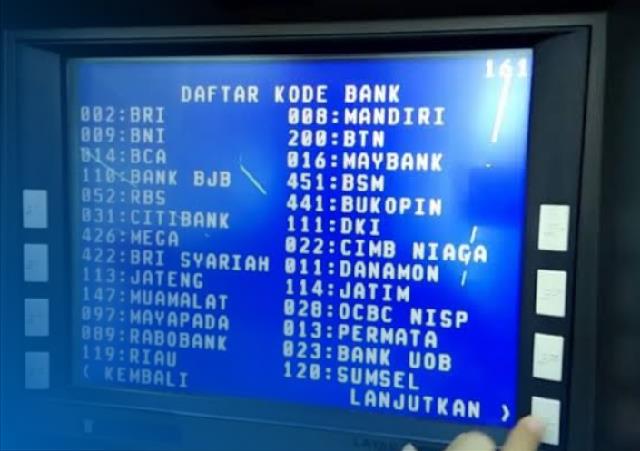 161
DAFTAR KODE BANK
002:BRI 008:MANDIRI
009:BNI 200:BTN
014:BCA 016:MAYBANK
110:BANK BJB 451:BSM
052:RBS 441:BUKOPIN
031:CITIBANK 111:DKI
426:MEGA 022:CIMB NIAGA
422:BRI SYARIAH 011:DANAMON
113:JATENG 114:JATIM
147:MUAMALAT 028:OCBC NISP
097:MAYAPADA 013:PERMATA
089:RABOBANK 023:BANK UOB
119:RIAU 120:SUMSEL
( KEMBALI LANJUTKAN )